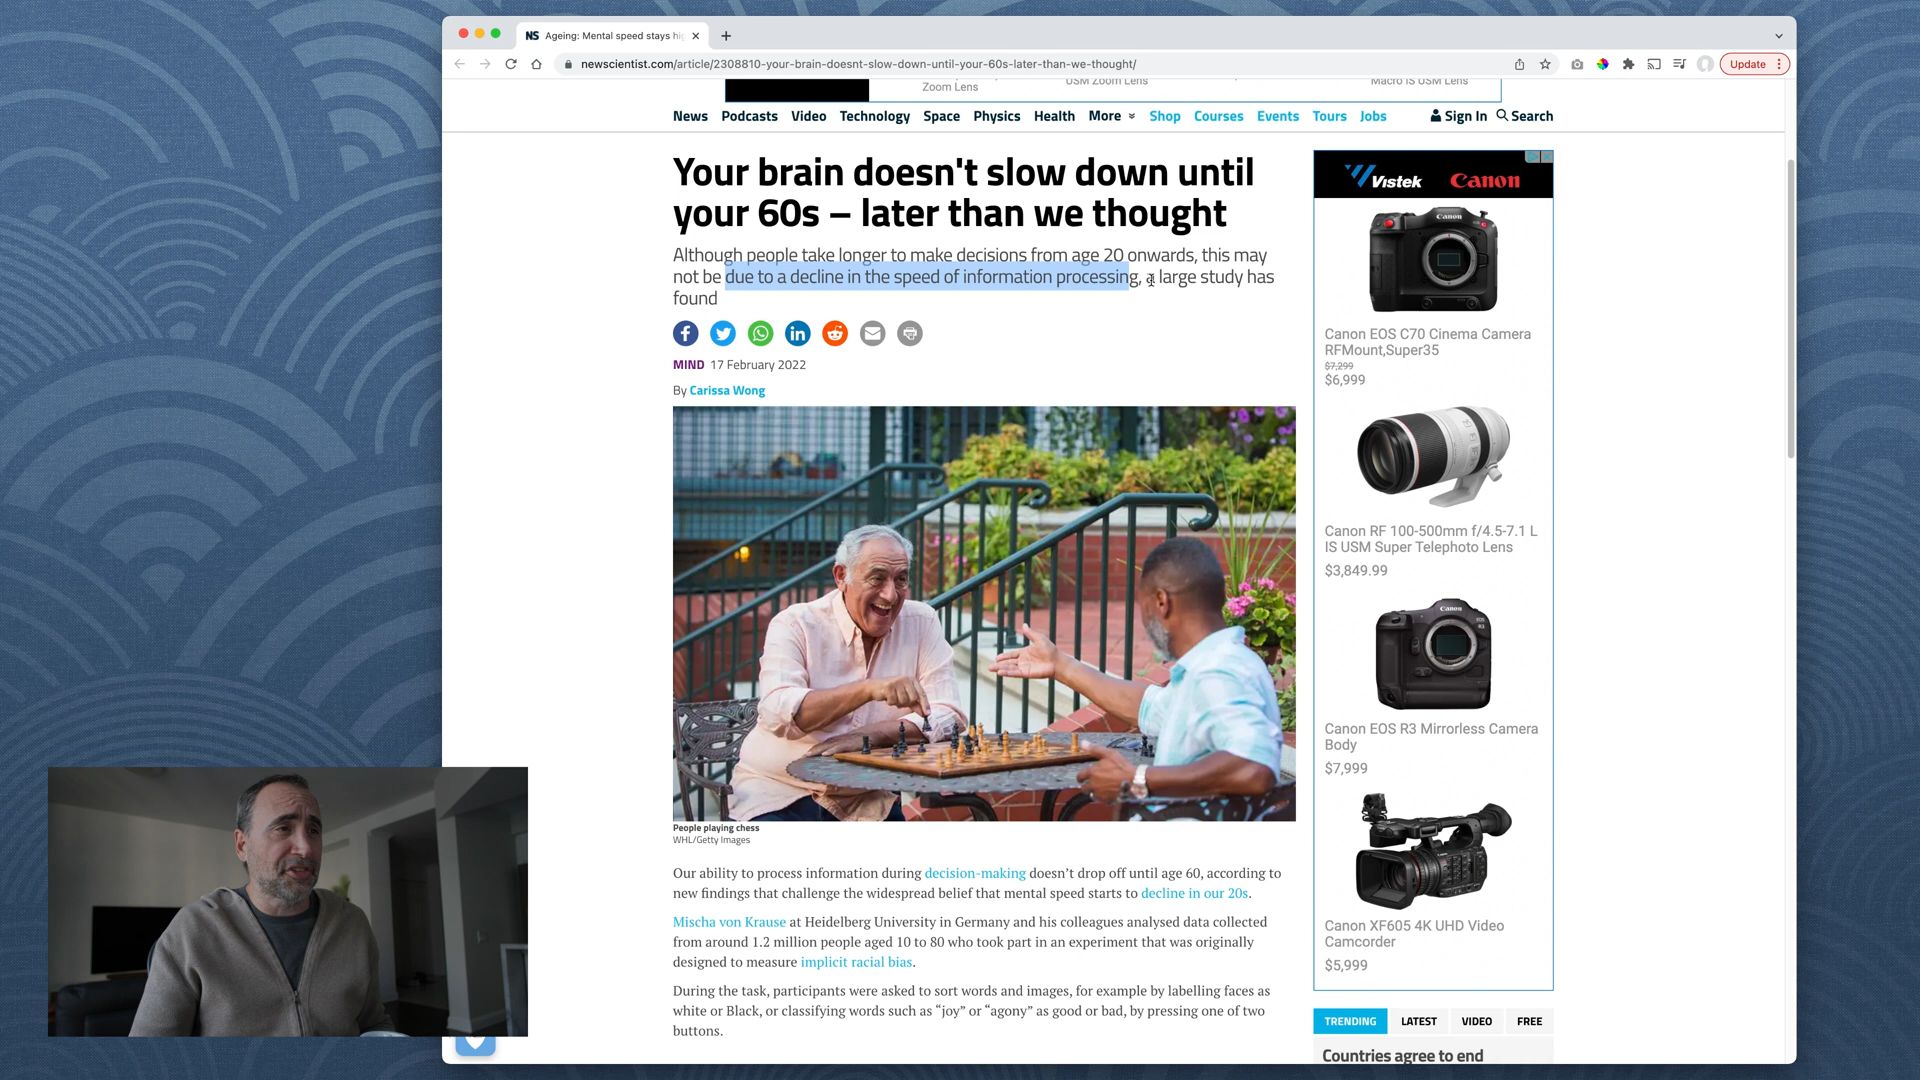 NS Ageing: Mental speed stays hi
newscientist.com/article/2308810-your-brain-doesnt-slow-down-until-your-60s-later-than-we-thought/
Update
Zoom Lens
USM Zoom Lens
Macro IS USM Lens
News Podcasts Video Technology Space Physics Health More Shop Courses Events Tours Jobs Sign In Search
Your brain doesn't slow down until
your 60s – later than we thought
Although people take longer to make decisions from age 20 onwards, this may
not be due to a decline in the speed of information processing, a large study has
found
MIND 17 February 2022
By Carissa Wong
People playing chess
WHL/Getty Images
Our ability to process information during decision-making doesn’t drop off until age 60, according to
new findings that challenge the widespread belief that mental speed starts to decline in our 20s.
Mischa von Krause at Heidelberg University in Germany and his colleagues analysed data collected
from around 1.2 million people aged 10 to 80 who took part in an experiment that was originally
designed to measure implicit racial bias.
During the task, participants were asked to sort words and images, for example by labelling faces as
white or Black, or classifying words such as “joy” or “agony” as good or bad, by pressing one of two
buttons.
Vistek Canon
Canon
Canon EOS C70 Cinema Camera
RFMount,Super35
$7,299
$6,999
Canon RF 100-500mm f/4.5-7.1 L
IS USM Super Telephoto Lens
$3,849.99
Canon
Canon EOS R3 Mirrorless Camera
Body
$7,999
Canon XF605 4K UHD Video
Camcorder
$5,999
TRENDING LATEST VIDEO FREE
Countries agree to end